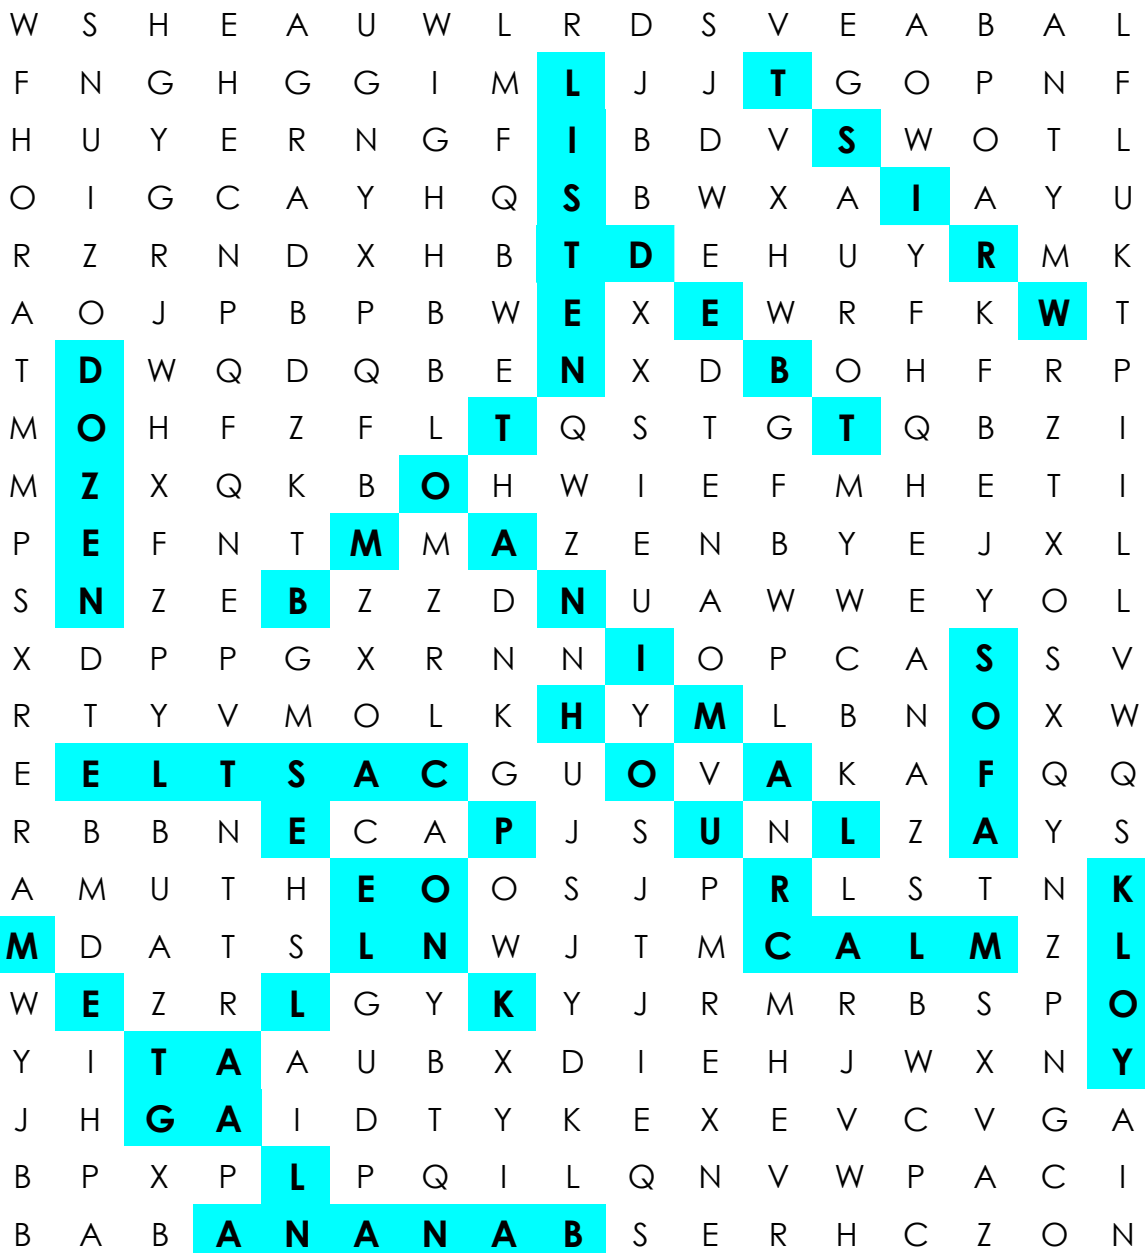 W S H E A U W L R D S V E A B A L
F N G H G G I M L J J T G O P N F
H U Y E R N G F I B D V S W O T L
O I G C A Y H Q S B W X A I A Y U
R Z R N D X H B T D E H U Y R M K
A O J P B P B W E X E W R F K W T
T D W Q D Q B E N X D B O H F R P
M O H F Z F L T Q S T G T Q B Z I
M Z X Q K B O H W I E F M H E T I
P E F N T M M A Z E N B Y E J X L
S N Z E B Z Z D N U A W W E Y O L
X D P P G X R N N I O P C A S S V
R T Y V M O L K H Y M L B N O X W
E E L T S A C G U O V A K A F Q Q
R B B N E C A P J S U N L Z A Y S
A M U T H E O O S J P R L S T N K
M D A T S L N W J T M C A L M Z L
W E Z R L G Y K Y J R M R B S P O
Y I T A A U B X D I E H J W X N Y
J H G A I D T Y K E X E V C V G A
B P X P L P Q I L Q N V W P A C I
B A B A N A N A B S E R H C Z O N